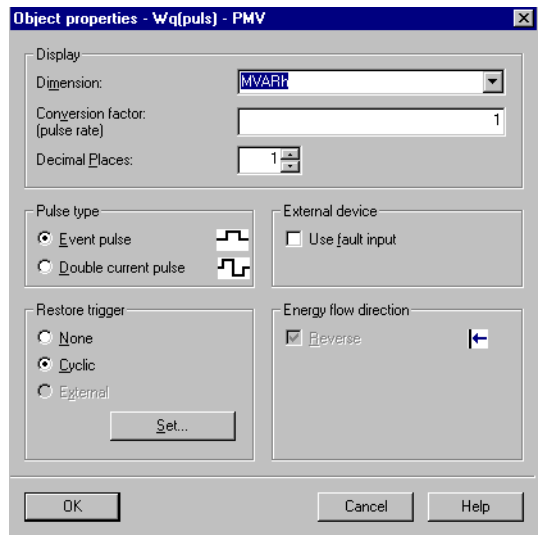 Object properties - Wq(puls) - PMV
Display
Dimension: MVARh
Conversion factor: 1
(pulse rate)
Decimal Places: 1
Pulse type
Event pulse
Double current pulse
External device
Use fault input
Restore trigger
None
Cyclic
External
Set...
Energy flow direction
Reverse
OK Cancel Help